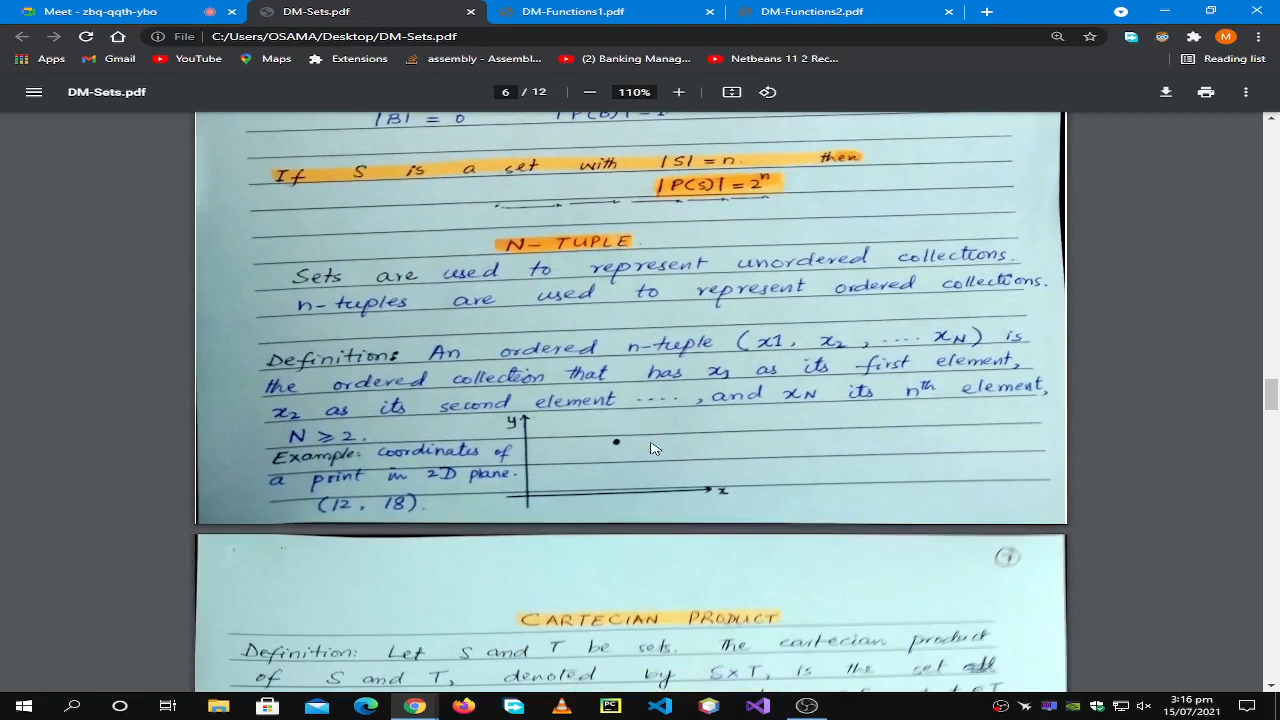 Meet - zbq-qqth-ybo
DM-Sets.pdf
DM-Functions1.pdf
DM-Functions2.pdf
File
C:/Users/OSAMA/Desktop/DM-Sets.pdf
M
Apps
Gmail
YouTube
Maps
Extensions
assembly - Assembl...
(2) Banking Manag...
Netbeans 11 2 Rec...
Reading list
DM-Sets.pdf
6 / 12
110%
|B| = 0
If S is a set with |S| = n. then
|P(S)| = 2^n
N-TUPLE.
Sets are used to represent unordered collections.
n-tuples are used to represent ordered collections.
Definition: An ordered n-tuple (x1, x2, .... xN) is
the ordered collection that has x1 as its first element,
x2 as its second element ...., and xN its nth element,
N ≥ 2.
Example: coordinates of
a point in 2D plane.
(12, 18).
y
x
7
CARTECIAN PRODUCT
Definition: Let S and T be sets. The cartecian product
of S and T, denoted by S×T, is the set
3:16 pm
15/07/2021